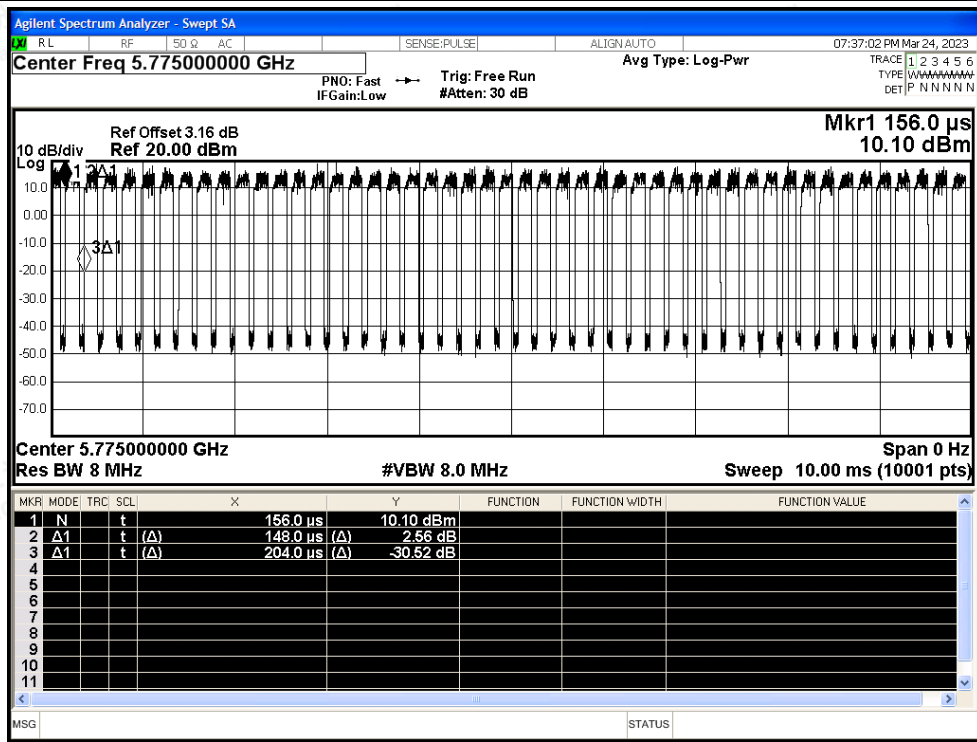 Agilent Spectrum Analyzer - Swept SA
LXI RL RF 50 Ω AC SENSE:PULSE ALIGN AUTO 07:37:02 PM Mar 24, 2023
Center Freq 5.775000000 GHz Avg Type: Log-Pwr TRACE 1 2 3 4 5 6
PNO: Fast Trig: Free Run TYPE WWWWWW
IFGain:Low #Atten: 30 dB DET P N N N N N
Mkr1 156.0 µs
Ref Offset 3.16 dB
10 dB/div Ref 20.00 dBm 10.10 dBm
Log
1 2Δ1
10.0
0.00
-10.0
3Δ1
-20.0
-30.0
-40.0
-50.0
-60.0
-70.0
Center 5.775000000 GHz Span 0 Hz
Res BW 8 MHz #VBW 8.0 MHz Sweep 10.00 ms (10001 pts)
MKR MODE TRC SCL X Y FUNCTION FUNCTION WIDTH FUNCTION VALUE
1 N t 156.0 µs 10.10 dBm
2 Δ1 t (Δ) 148.0 µs (Δ) 2.56 dB
3 Δ1 t (Δ) 204.0 µs (Δ) -30.52 dB
4
5
6
7
8
9
10
11
MSG STATUS